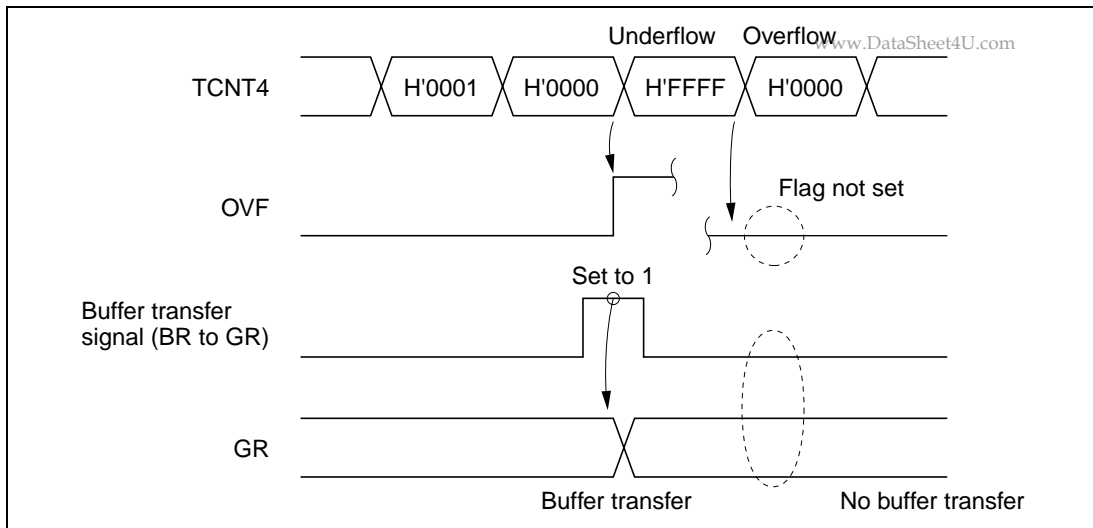 Underflow Overflow
www.DataSheet4U.com
TCNT4 H'0001 H'0000 H'FFFF H'0000
OVF
Flag not set
Set to 1
Buffer transfer
signal (BR to GR)
GR
Buffer transfer No buffer transfer